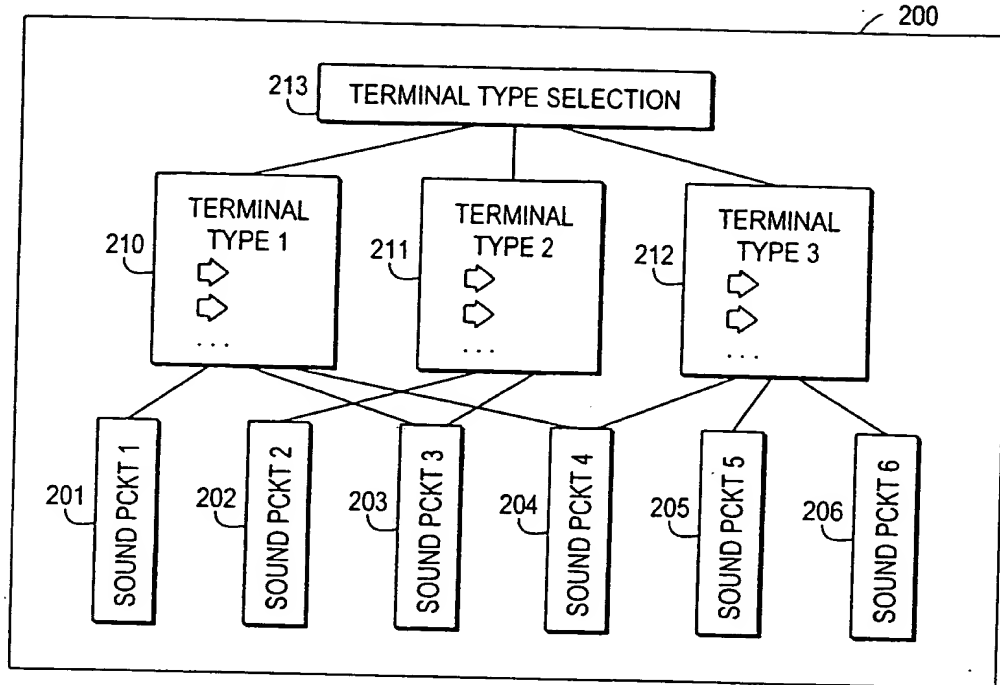 200
213
TERMINAL TYPE SELECTION
210
TERMINAL
TYPE 1
. . .
211
TERMINAL
TYPE 2
. . .
212
TERMINAL
TYPE 3
. . .
201
SOUND PCKT 1
202
SOUND PCKT 2
203
SOUND PCKT 3
204
SOUND PCKT 4
205
SOUND PCKT 5
206
SOUND PCKT 6